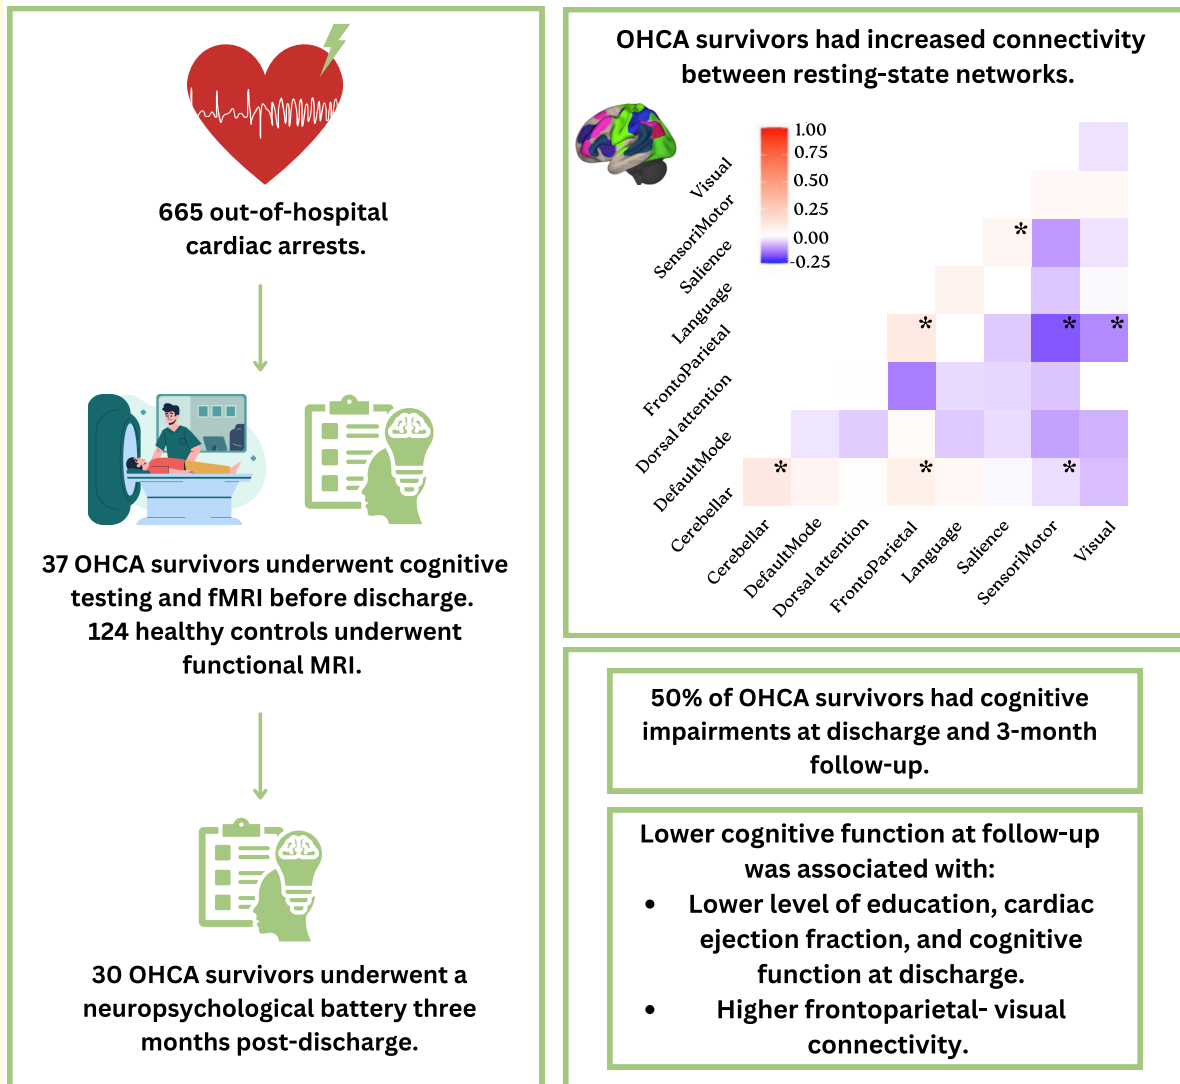 665 out-of-hospital
cardiac arrests.
37 OHCA survivors underwent cognitive
testing and fMRI before discharge.
124 healthy controls underwent
functional MRI.
30 OHCA survivors underwent a
neuropsychological battery three
months post-discharge.
OHCA survivors had increased connectivity
between resting-state networks.
1.00
0.75
0.50
0.25
0.00
-0.25
Visual
SensoriMotor
Salience
Language
FrontoParietal
Dorsal attention
DefaultMode
Cerebellar
*
* * *
* * *
Cerebellar
DefaultMode
Dorsal attention
FrontoParietal
Language
Salience
SensoriMotor
Visual
50% of OHCA survivors had cognitive
impairments at discharge and 3-month
follow-up.
Lower cognitive function at follow-up
was associated with:
• Lower level of education, cardiac
ejection fraction, and cognitive
function at discharge.
• Higher frontoparietal- visual
connectivity.